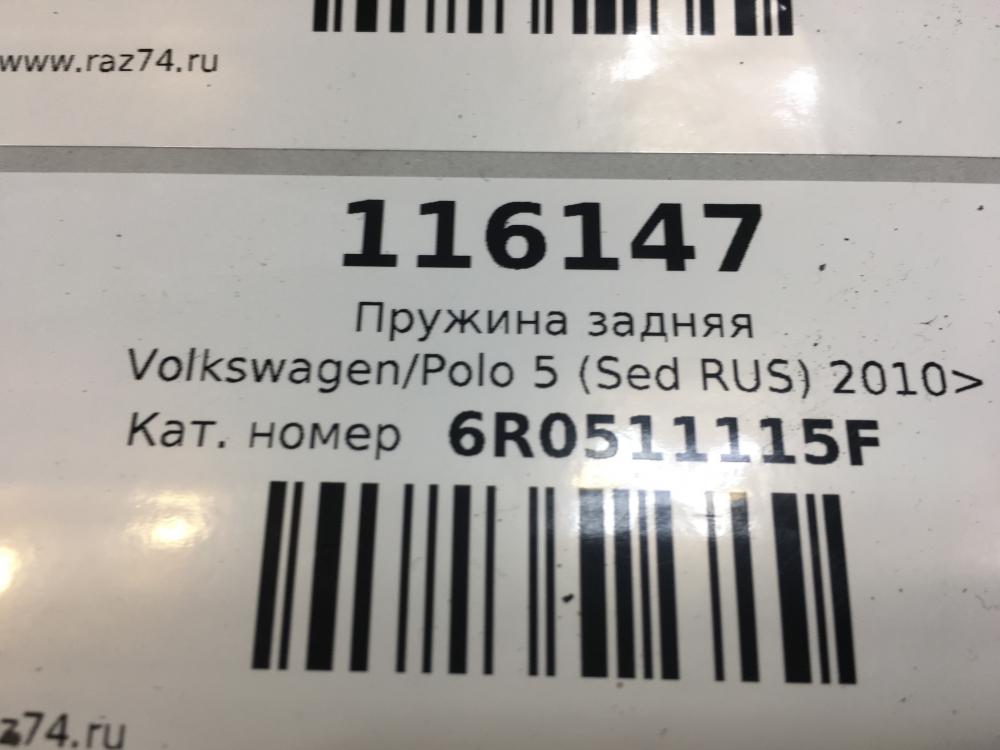 www.raz74.ru
116147
Пружина задняя
Volkswagen/Polo 5 (Sed RUS) 2010>
Кат. номер 6R0511115F
z74.ru